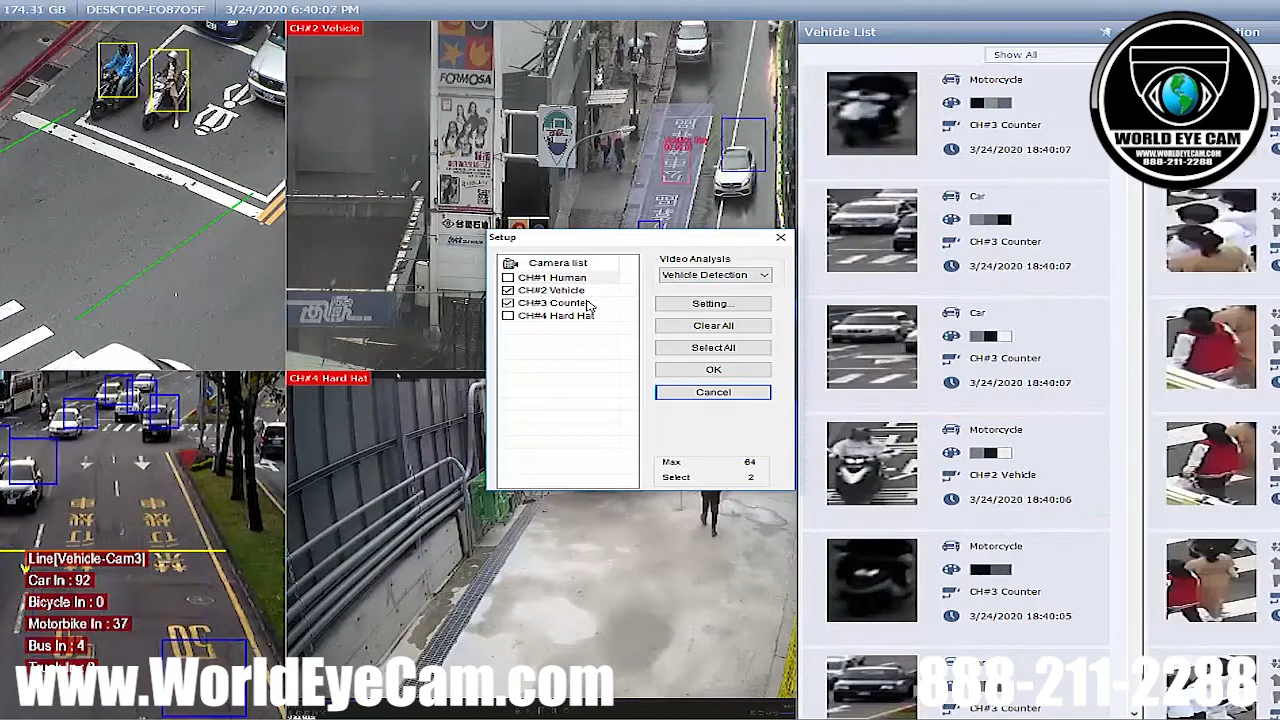 174.31 GB
DESKTOP-EO87O5F
3/24/2020 6:40:07 PM
CH#2 Vehicle
FORMOSA
Setup
Camera list
CH#1 Human
CH#2 Vehicle
CH#3 Counter
CH#4 Hard Hat
Video Analysis
Vehicle Detection
Setting...
Clear All
Select All
OK
Cancel
Max 64
Select 2
CH#4 Hard Hat
Line[Vehicle-Cam3]
Car In : 92
Bicycle In : 0
Motorbike In : 37
Bus In : 4
Vehicle List
Show All
Motorcycle
CH#3 Counter
3/24/2020 18:40:07
Car
CH#3 Counter
3/24/2020 18:40:07
Car
CH#3 Counter
3/24/2020 18:40:07
Motorcycle
CH#2 Vehicle
3/24/2020 18:40:06
Motorcycle
CH#3 Counter
3/24/2020 18:40:05
WORLD EYE CAM
WWW.WORLDEYECAM.COM
888-211-2288
www.WorldEyeCam.com
888-211-2288